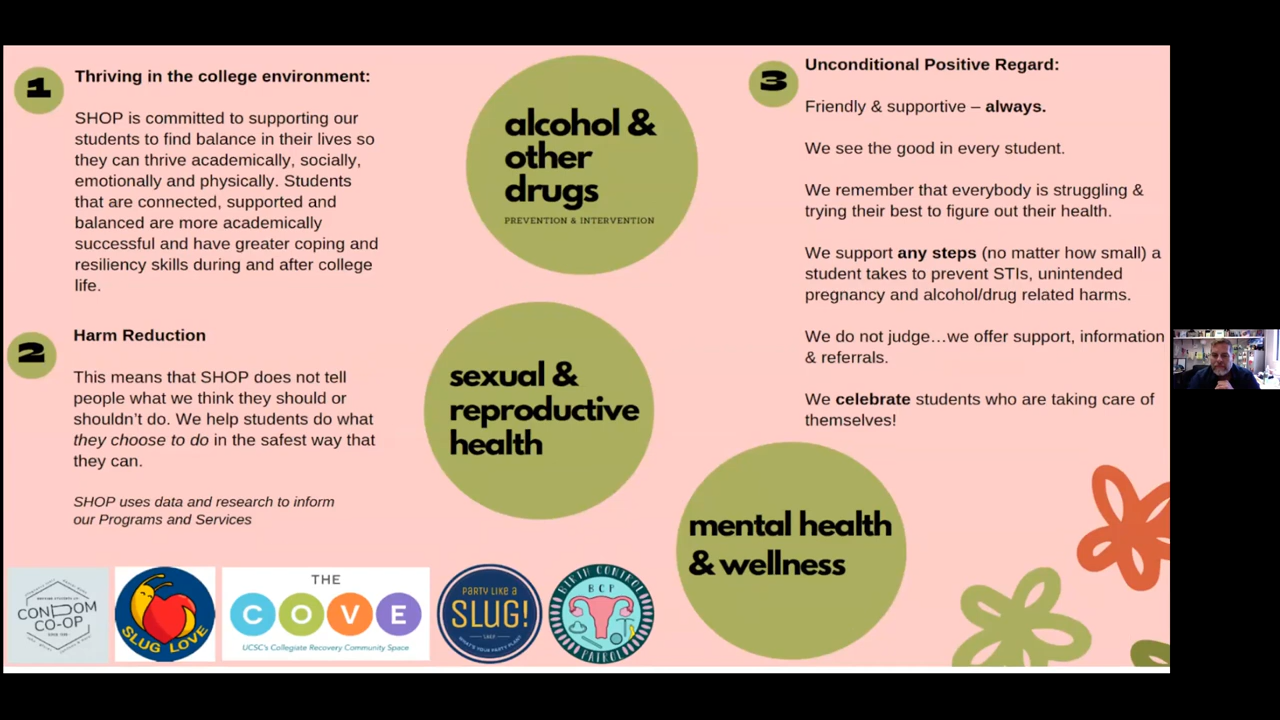 1
Thriving in the college environment:
SHOP is committed to supporting our
students to find balance in their lives so
they can thrive academically, socially,
emotionally and physically. Students
that are connected, supported and
balanced are more academically
successful and have greater coping and
resiliency skills during and after college
life.
2
Harm Reduction
This means that SHOP does not tell
people what we think they should or
shouldn't do. We help students do what
they choose to do in the safest way that
they can.
SHOP uses data and research to inform
our Programs and Services
alcohol &
other
drugs
PREVENTION & INTERVENTION
sexual &
reproductive
health
mental health
& wellness
3
Unconditional Positive Regard:
Friendly & supportive – always.
We see the good in every student.
We remember that everybody is struggling &
trying their best to figure out their health.
We support any steps (no matter how small) a
student takes to prevent STIs, unintended
pregnancy and alcohol/drug related harms.
We do not judge…we offer support, information
& referrals.
We celebrate students who are taking care of
themselves!
CONDOM
CO-OP
SLUG LOVE
THE
COVE
UCSC's Collegiate Recovery Community Space
PARTY LIKE A
SLUG!
WHAT'S YOUR PARTY PLAN?
BIRTH CONTROL
BCP
PATROL